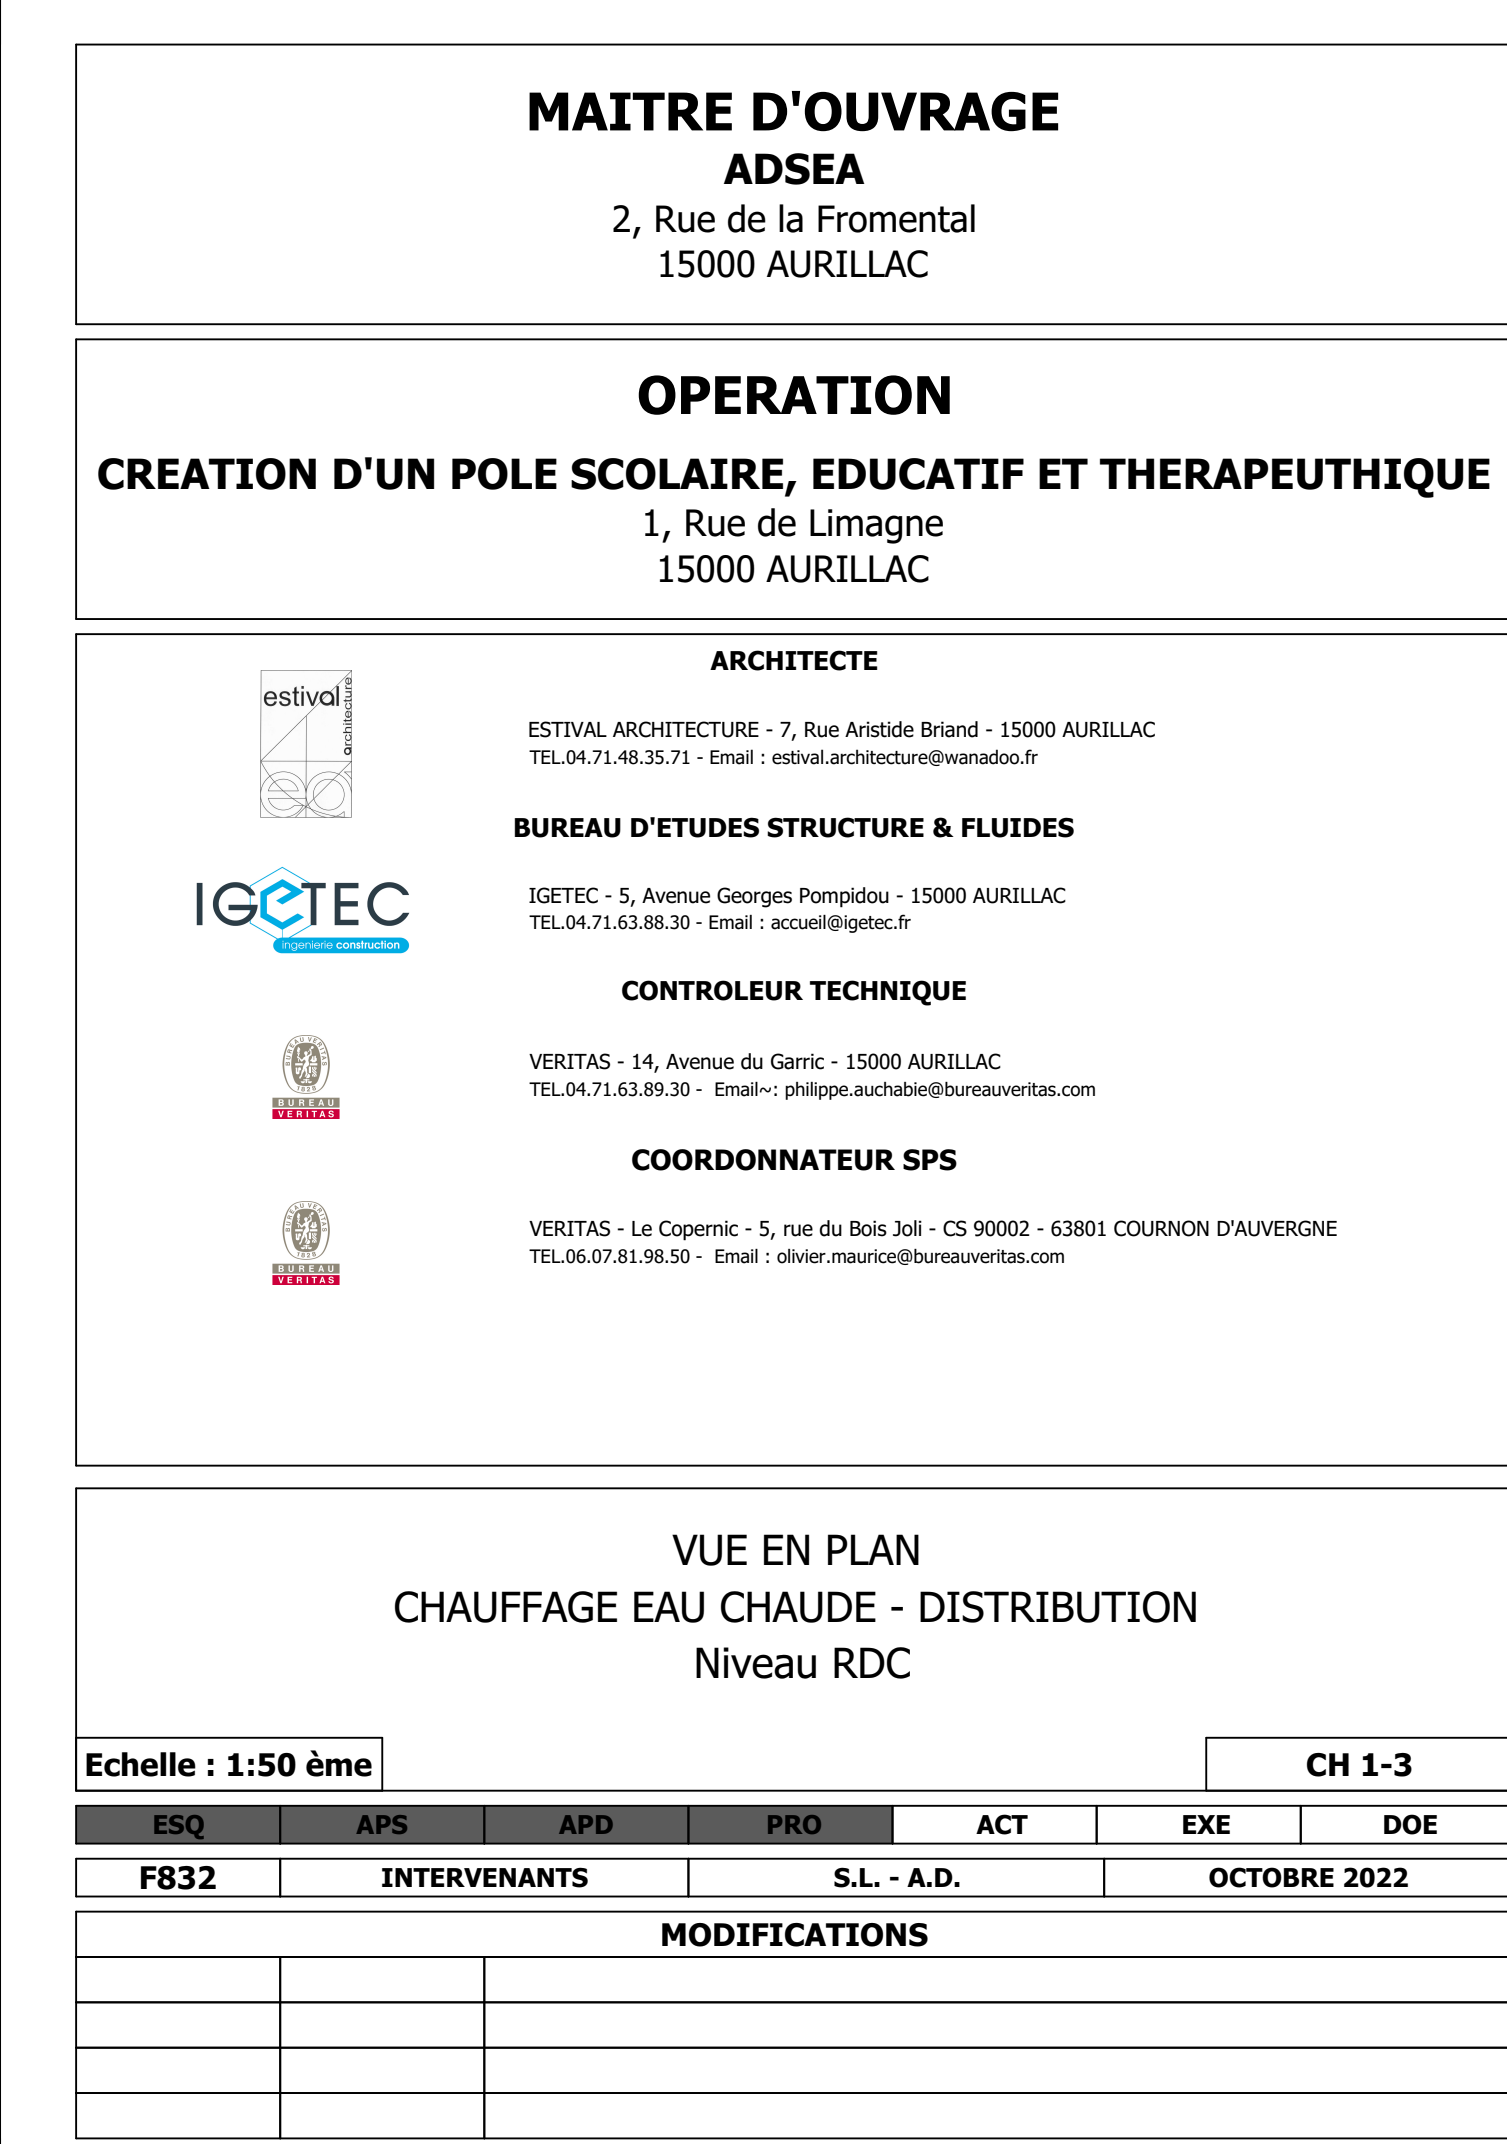 MAITRE D'OUVRAGE
ADSEA
2, Rue de la Fromental
15000 AURILLAC
OPERATION
CREATION D'UN POLE SCOLAIRE, EDUCATIF ET THERAPEUTHIQUE
1, Rue de Limagne
15000 AURILLAC
ARCHITECTE
estival
architecture
ea
ESTIVAL ARCHITECTURE - 7, Rue Aristide Briand - 15000 AURILLAC
TEL.04.71.48.35.71 - Email : estival.architecture@wanadoo.fr
BUREAU D'ETUDES STRUCTURE & FLUIDES
IGETEC
ingenierie construction
IGETEC - 5, Avenue Georges Pompidou - 15000 AURILLAC
TEL.04.71.63.88.30 - Email : accueil@igetec.fr
CONTROLEUR TECHNIQUE
BUREAU VERITAS
1828
BUREAU
VERITAS
VERITAS - 14, Avenue du Garric - 15000 AURILLAC
TEL.04.71.63.89.30 - Email~: philippe.auchabie@bureauveritas.com
COORDONNATEUR SPS
BUREAU VERITAS
1828
BUREAU
VERITAS
VERITAS - Le Copernic - 5, rue du Bois Joli - CS 90002 - 63801 COURNON D'AUVERGNE
TEL.06.07.81.98.50 - Email : olivier.maurice@bureauveritas.com
VUE EN PLAN
CHAUFFAGE EAU CHAUDE - DISTRIBUTION
Niveau RDC
Echelle : 1:50 ème
CH 1-3
ESQ APS APD PRO ACT EXE DOE
F832 INTERVENANTS S.L. - A.D. OCTOBRE 2022
MODIFICATIONS